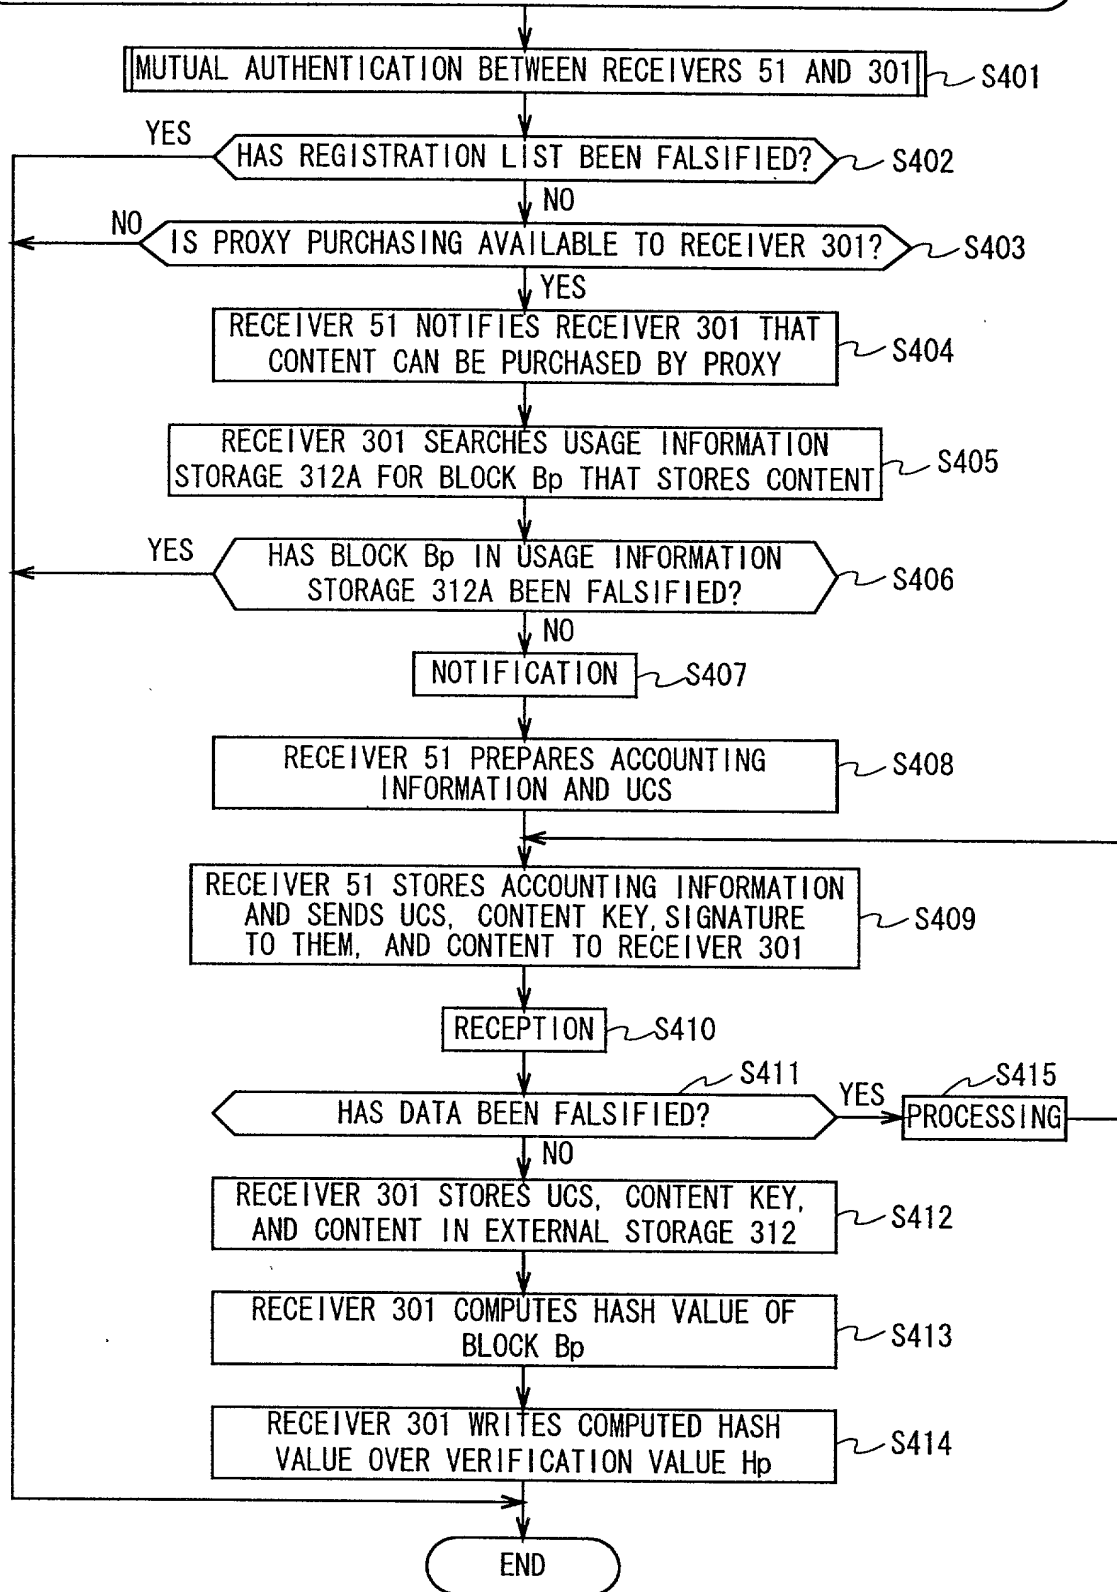 MUTUAL AUTHENTICATION BETWEEN RECEIVERS 51 AND 301
S401
YES
HAS REGISTRATION LIST BEEN FALSIFIED?
S402
NO
NO
IS PROXY PURCHASING AVAILABLE TO RECEIVER 301?
S403
YES
RECEIVER 51 NOTIFIES RECEIVER 301 THAT
CONTENT CAN BE PURCHASED BY PROXY
S404
RECEIVER 301 SEARCHES USAGE INFORMATION
STORAGE 312A FOR BLOCK Bp THAT STORES CONTENT
S405
YES
HAS BLOCK Bp IN USAGE INFORMATION
STORAGE 312A BEEN FALSIFIED?
S406
NO
NOTIFICATION
S407
RECEIVER 51 PREPARES ACCOUNTING
INFORMATION AND UCS
S408
RECEIVER 51 STORES ACCOUNTING INFORMATION
AND SENDS UCS, CONTENT KEY, SIGNATURE
TO THEM, AND CONTENT TO RECEIVER 301
S409
RECEPTION
S410
S411
HAS DATA BEEN FALSIFIED?
YES
S415
PROCESSING
NO
RECEIVER 301 STORES UCS, CONTENT KEY,
AND CONTENT IN EXTERNAL STORAGE 312
S412
RECEIVER 301 COMPUTES HASH VALUE OF
BLOCK Bp
S413
RECEIVER 301 WRITES COMPUTED HASH
VALUE OVER VERIFICATION VALUE Hp
S414
END